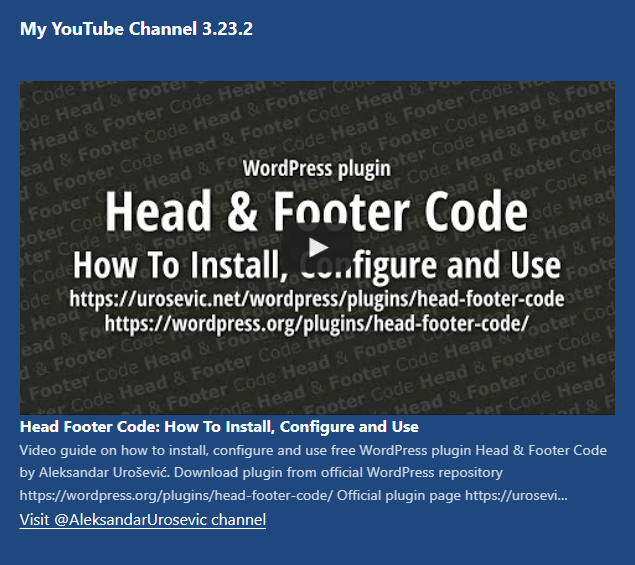 My YouTube Channel 3.23.2
WordPress plugin
Head & Footer Code
How To Install, Configure and Use
https://urosevic.net/wordpress/plugins/head-footer-code
https://wordpress.org/plugins/head-footer-code/
Head Footer Code: How To Install, Configure and Use
Video guide on how to install, configure and use free WordPress plugin Head & Footer Code
by Aleksandar Urošević. Download plugin from official WordPress repository
https://wordpress.org/plugins/head-footer-code/ Official plugin page https://urosevi...
Visit @AleksandarUrosevic channel